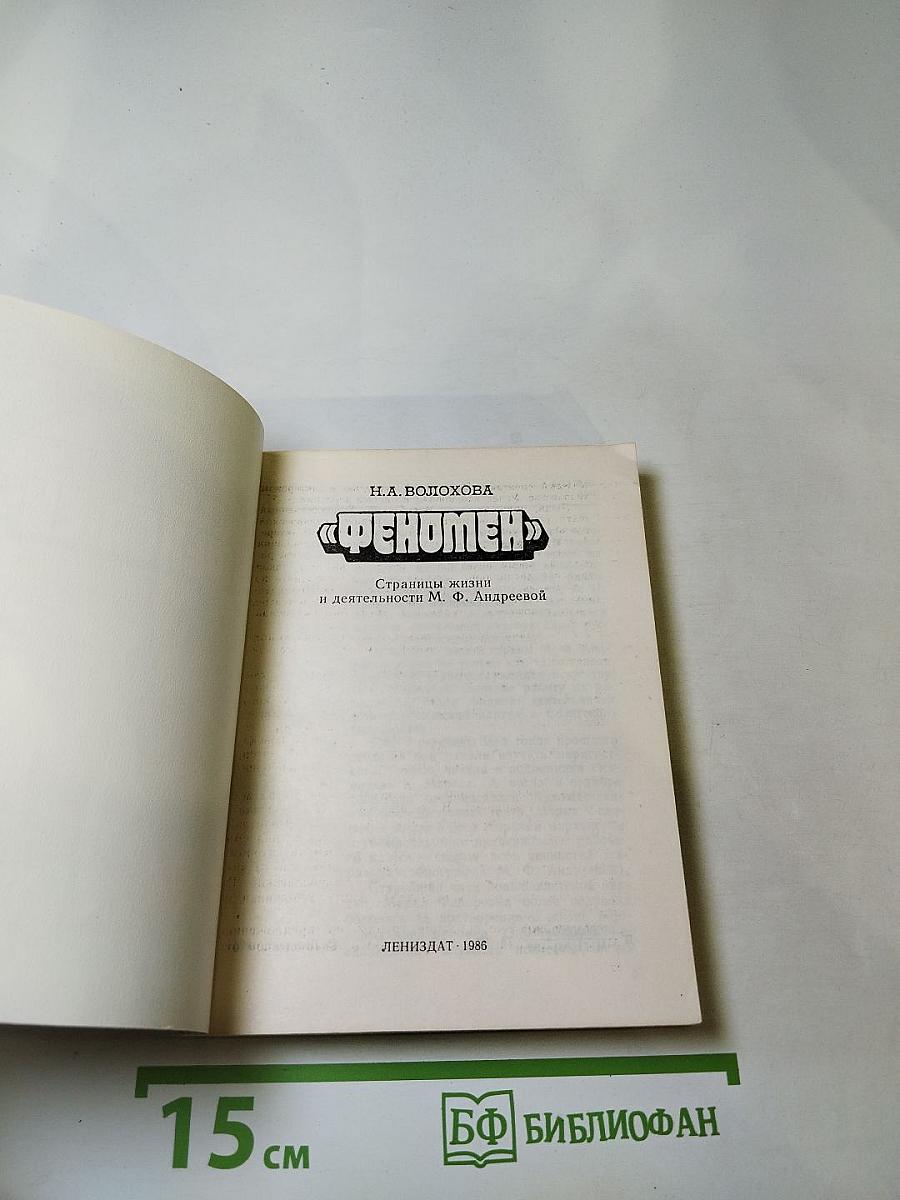 Н.А. ВОЛОХОВА
«ФЕНОМЕН»
Страницы жизни
и деятельности М. Ф. Андреевой
ЛЕНИЗДАТ · 1986
15 см
БФ БИБЛИОФАН